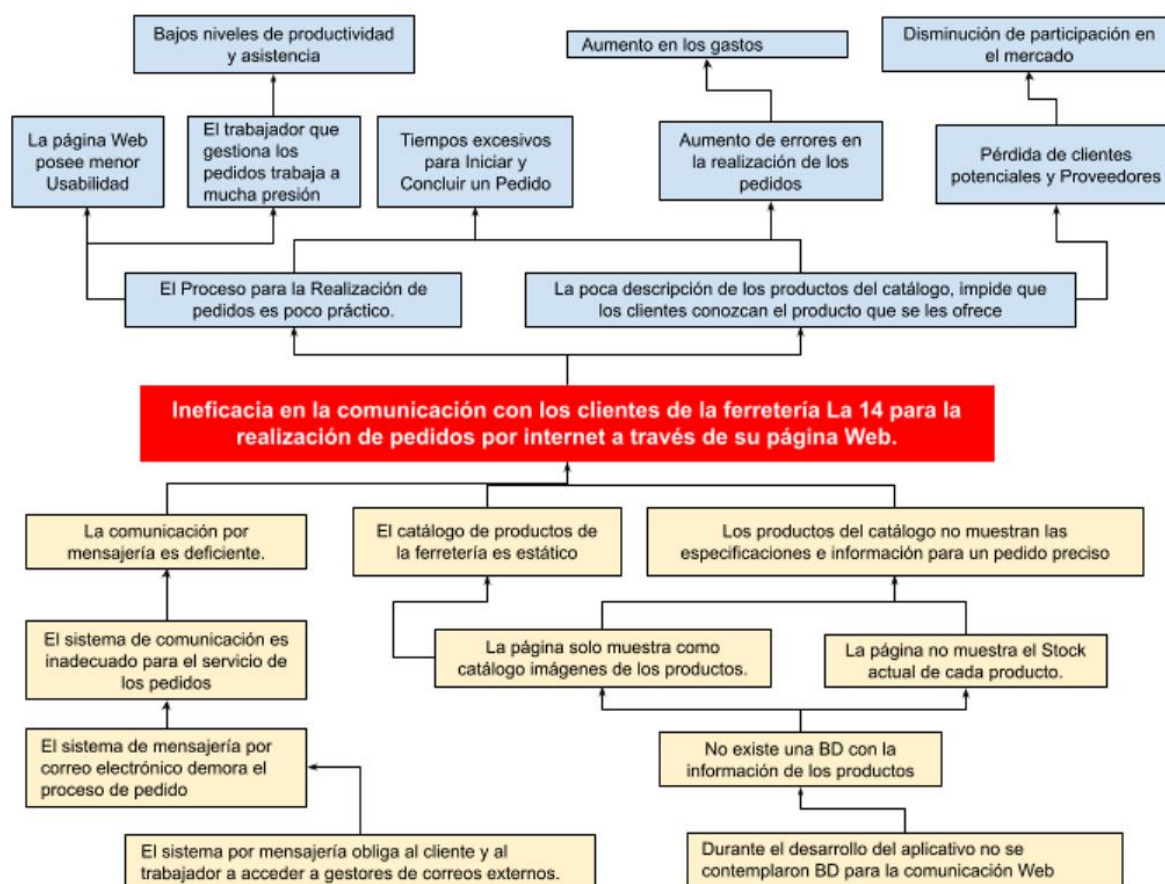 Bajos niveles de productividad
y asistencia
Aumento en los gastos
Disminución de participación en
el mercado
La página Web
posee menor
Usabilidad
El trabajador que
gestiona los
pedidos trabaja a
mucha presión
Tiempos excesivos
para Iniciar y
Concluir un Pedido
Aumento de errores en
la realización de los
pedidos
Pérdida de clientes
potenciales y Proveedores
El Proceso para la Realización de
pedidos es poco práctico.
La poca descripción de los productos del catálogo, impide que
los clientes conozcan el producto que se les ofrece
Ineficacia en la comunicación con los clientes de la ferretería La 14 para la
realización de pedidos por internet a través de su página Web.
La comunicación por
mensajería es deficiente.
El catálogo de productos de
la ferretería es estático
Los productos del catálogo no muestran las
especificaciones e información para un pedido preciso
El sistema de comunicación es
inadecuado para el servicio de
los pedidos
La página solo muestra como
catálogo imágenes de los productos.
La página no muestra el Stock
actual de cada producto.
El sistema de mensajería por
correo electrónico demora el
proceso de pedido
No existe una BD con la
información de los productos
El sistema por mensajería obliga al cliente y al
trabajador a acceder a gestores de correos externos.
Durante el desarrollo del aplicativo no se
contemplaron BD para la comunicación Web